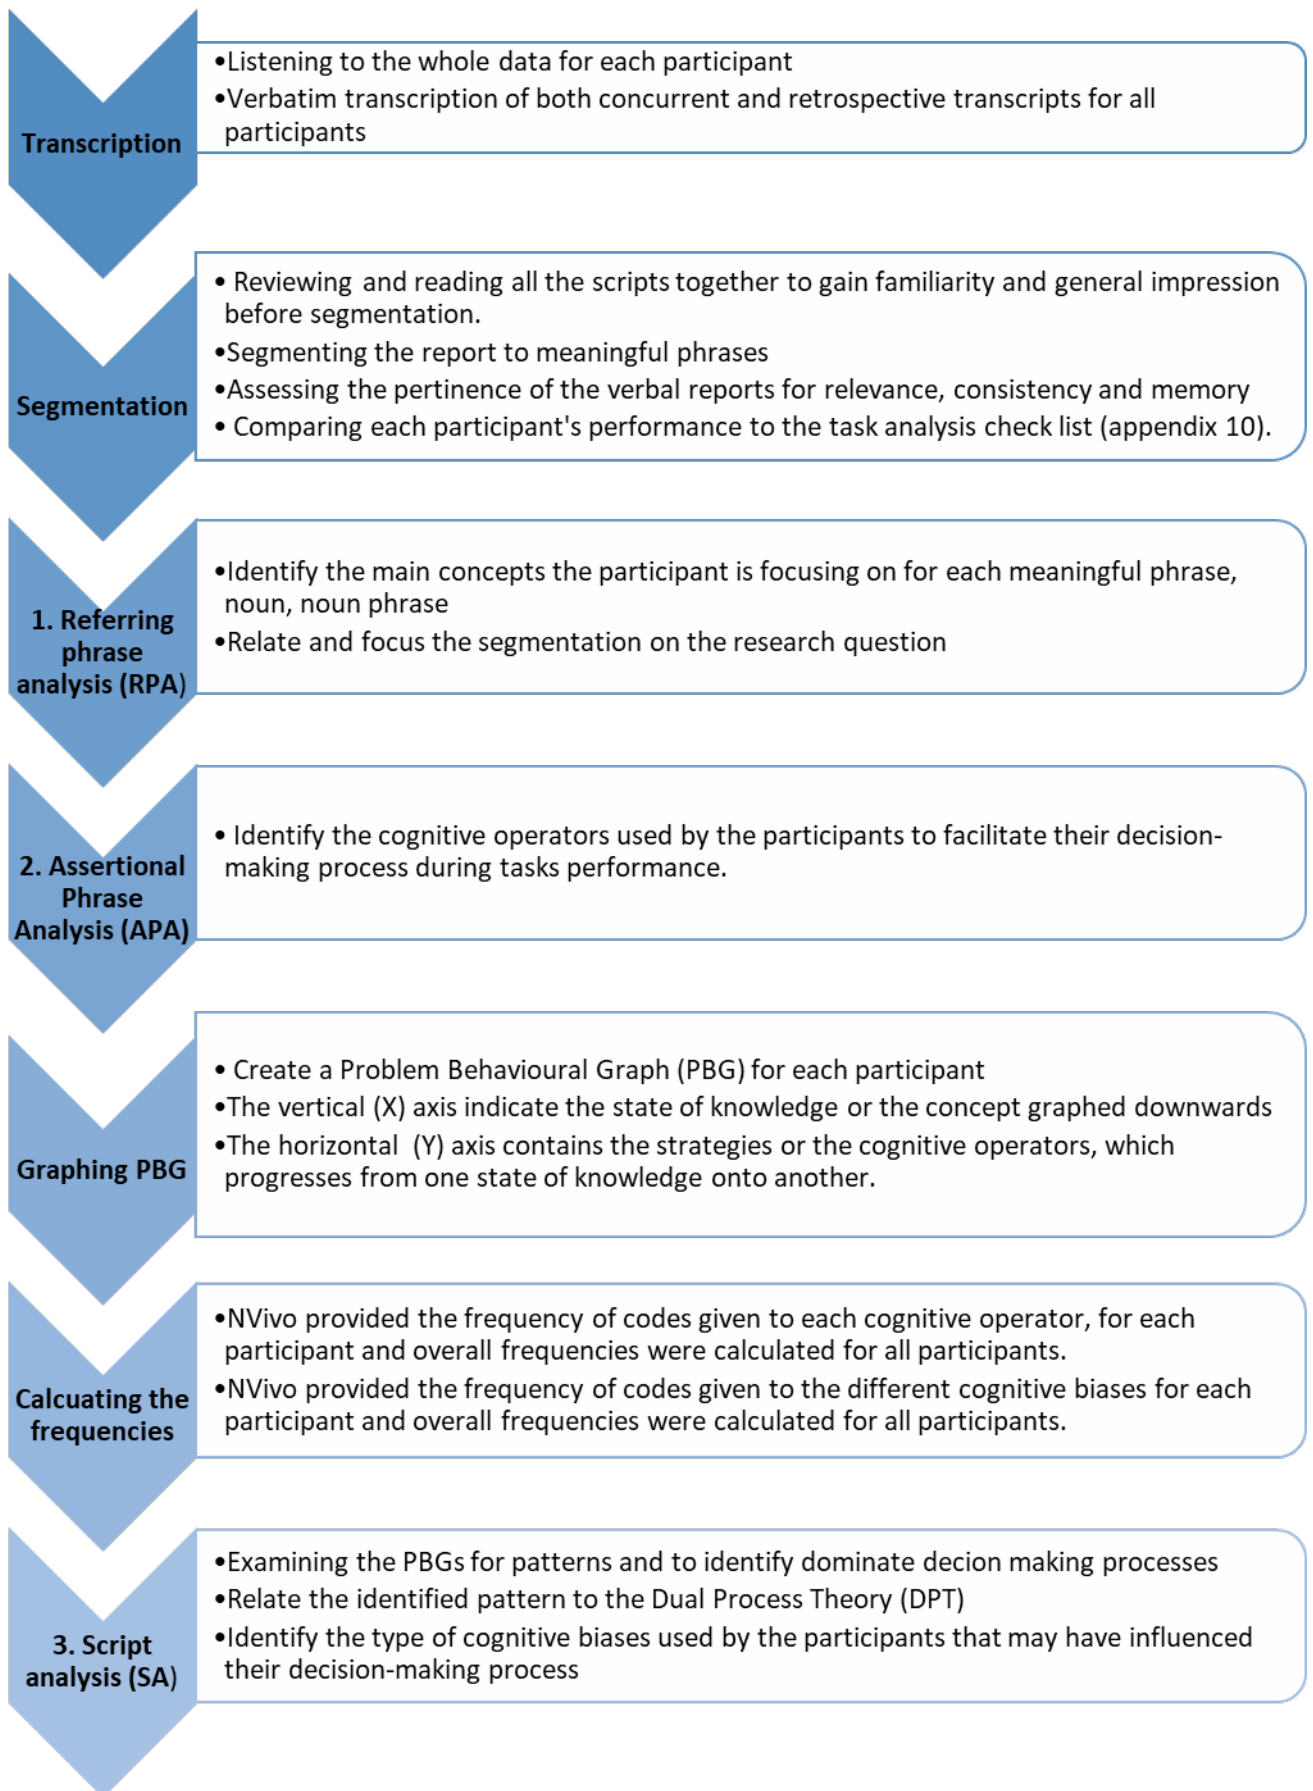 Transcription
•Listening to the whole data for each participant
•Verbatim transcription of both concurrent and retrospective transcripts for all
participants
Segmentation
• Reviewing and reading all the scripts together to gain familiarity and general impression
before segmentation.
•Segmenting the report to meaningful phrases
•Assessing the pertinence of the verbal reports for relevance, consistency and memory
• Comparing each participant's performance to the task analysis check list (appendix 10).
1. Referring
phrase
analysis (RPA)
•Identify the main concepts the participant is focusing on for each meaningful phrase,
noun, noun phrase
•Relate and focus the segmentation on the research question
2. Assertional
Phrase
Analysis (APA)
• Identify the cognitive operators used by the participants to facilitate their decision-
making process during tasks performance.
Graphing PBG
• Create a Problem Behavioural Graph (PBG) for each participant
•The vertical (X) axis indicate the state of knowledge or the concept graphed downwards
•The horizontal (Y) axis contains the strategies or the cognitive operators, which
progresses from one state of knowledge onto another.
Calcuating the
frequencies
•NVivo provided the frequency of codes given to each cognitive operator, for each
participant and overall frequencies were calculated for all participants.
•NVivo provided the frequency of codes given to the different cognitive biases for each
participant and overall frequencies were calculated for all participants.
3. Script
analysis (SA)
•Examining the PBGs for patterns and to identify dominate decion making processes
•Relate the identified pattern to the Dual Process Theory (DPT)
•Identify the type of cognitive biases used by the participants that may have influenced
their decision-making process